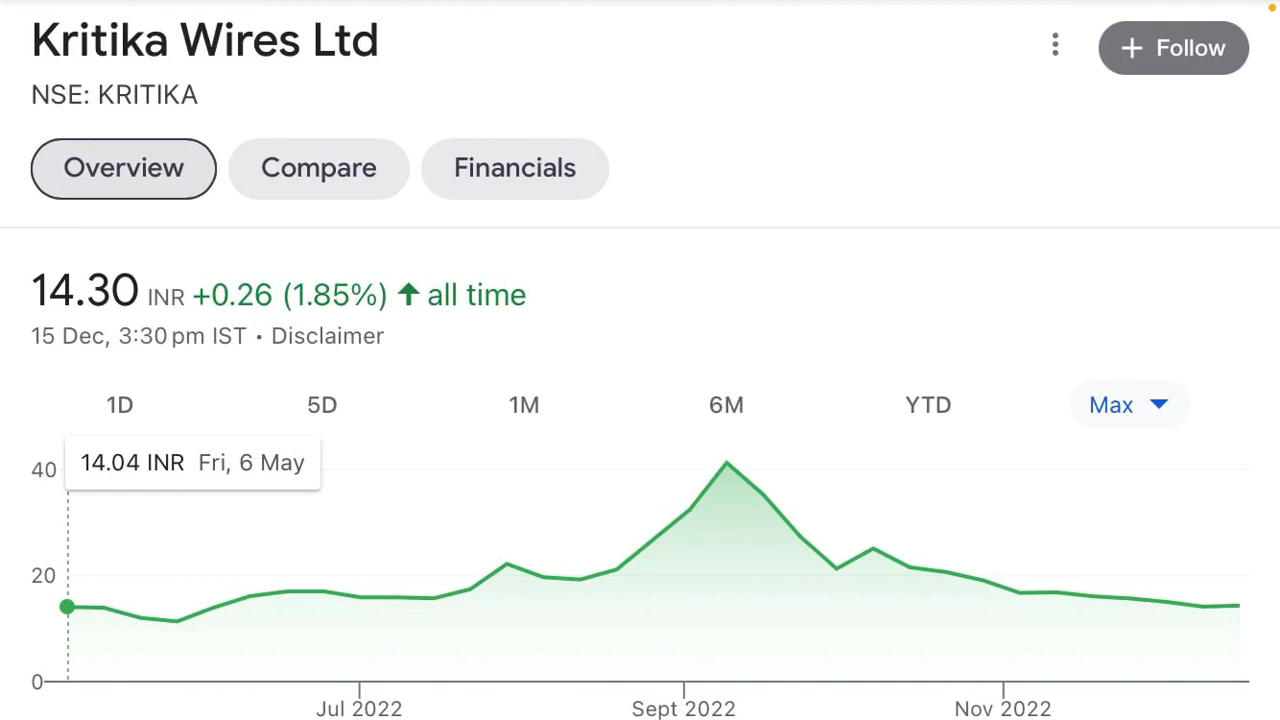 Kritika Wires Ltd
+ Follow
NSE: KRITIKA
Overview Compare Financials
14.30 INR +0.26 (1.85%) ↑ all time
15 Dec, 3:30 pm IST • Disclaimer
1D 5D 1M 6M YTD Max
14.04 INR Fri, 6 May
40
20
0
Jul 2022 Sept 2022 Nov 2022